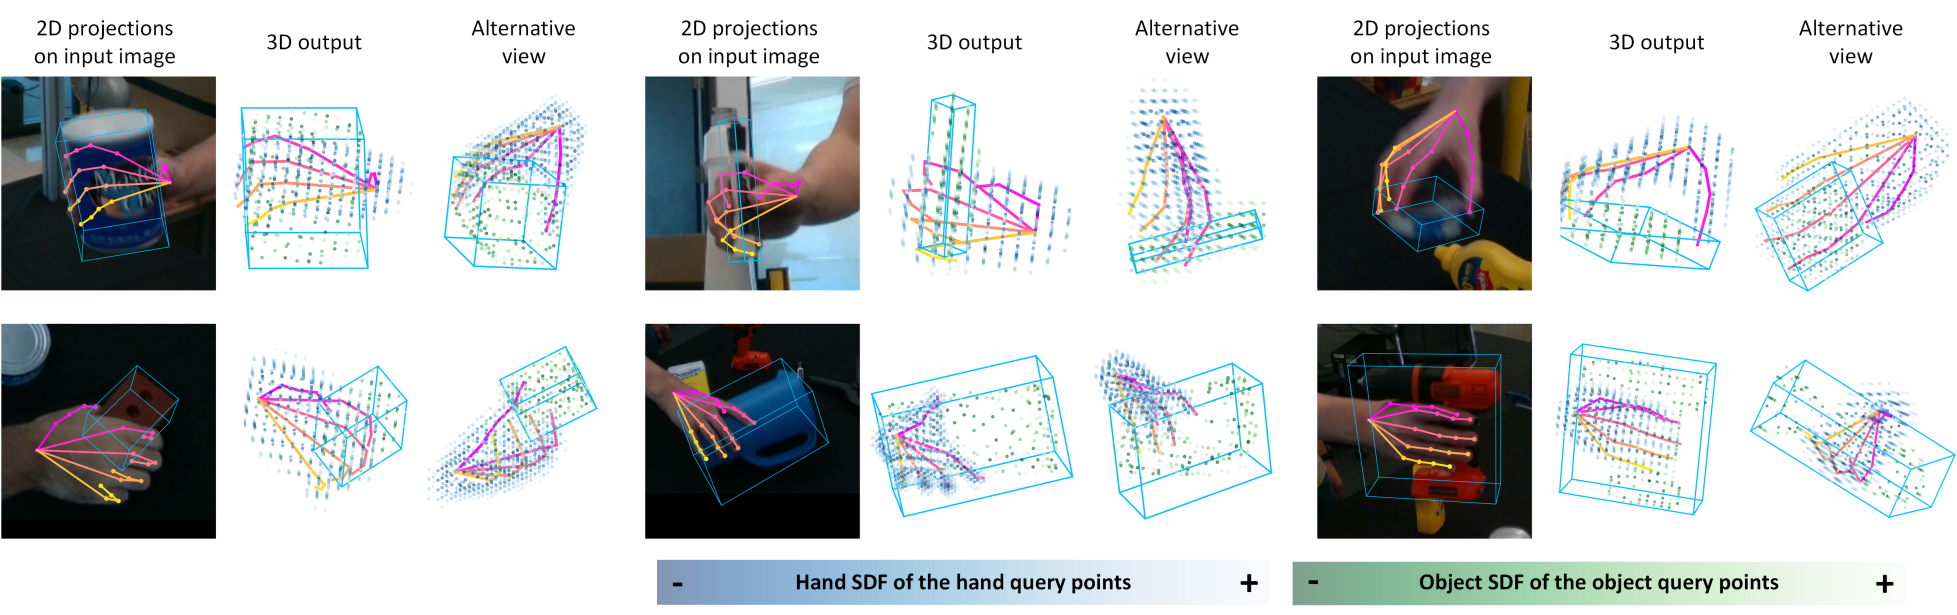 2D projections
on input image
3D output
Alternative
view
2D projections
on input image
3D output
Alternative
view
2D projections
on input image
3D output
Alternative
view
- Hand SDF of the hand query points +
- Object SDF of the object query points +